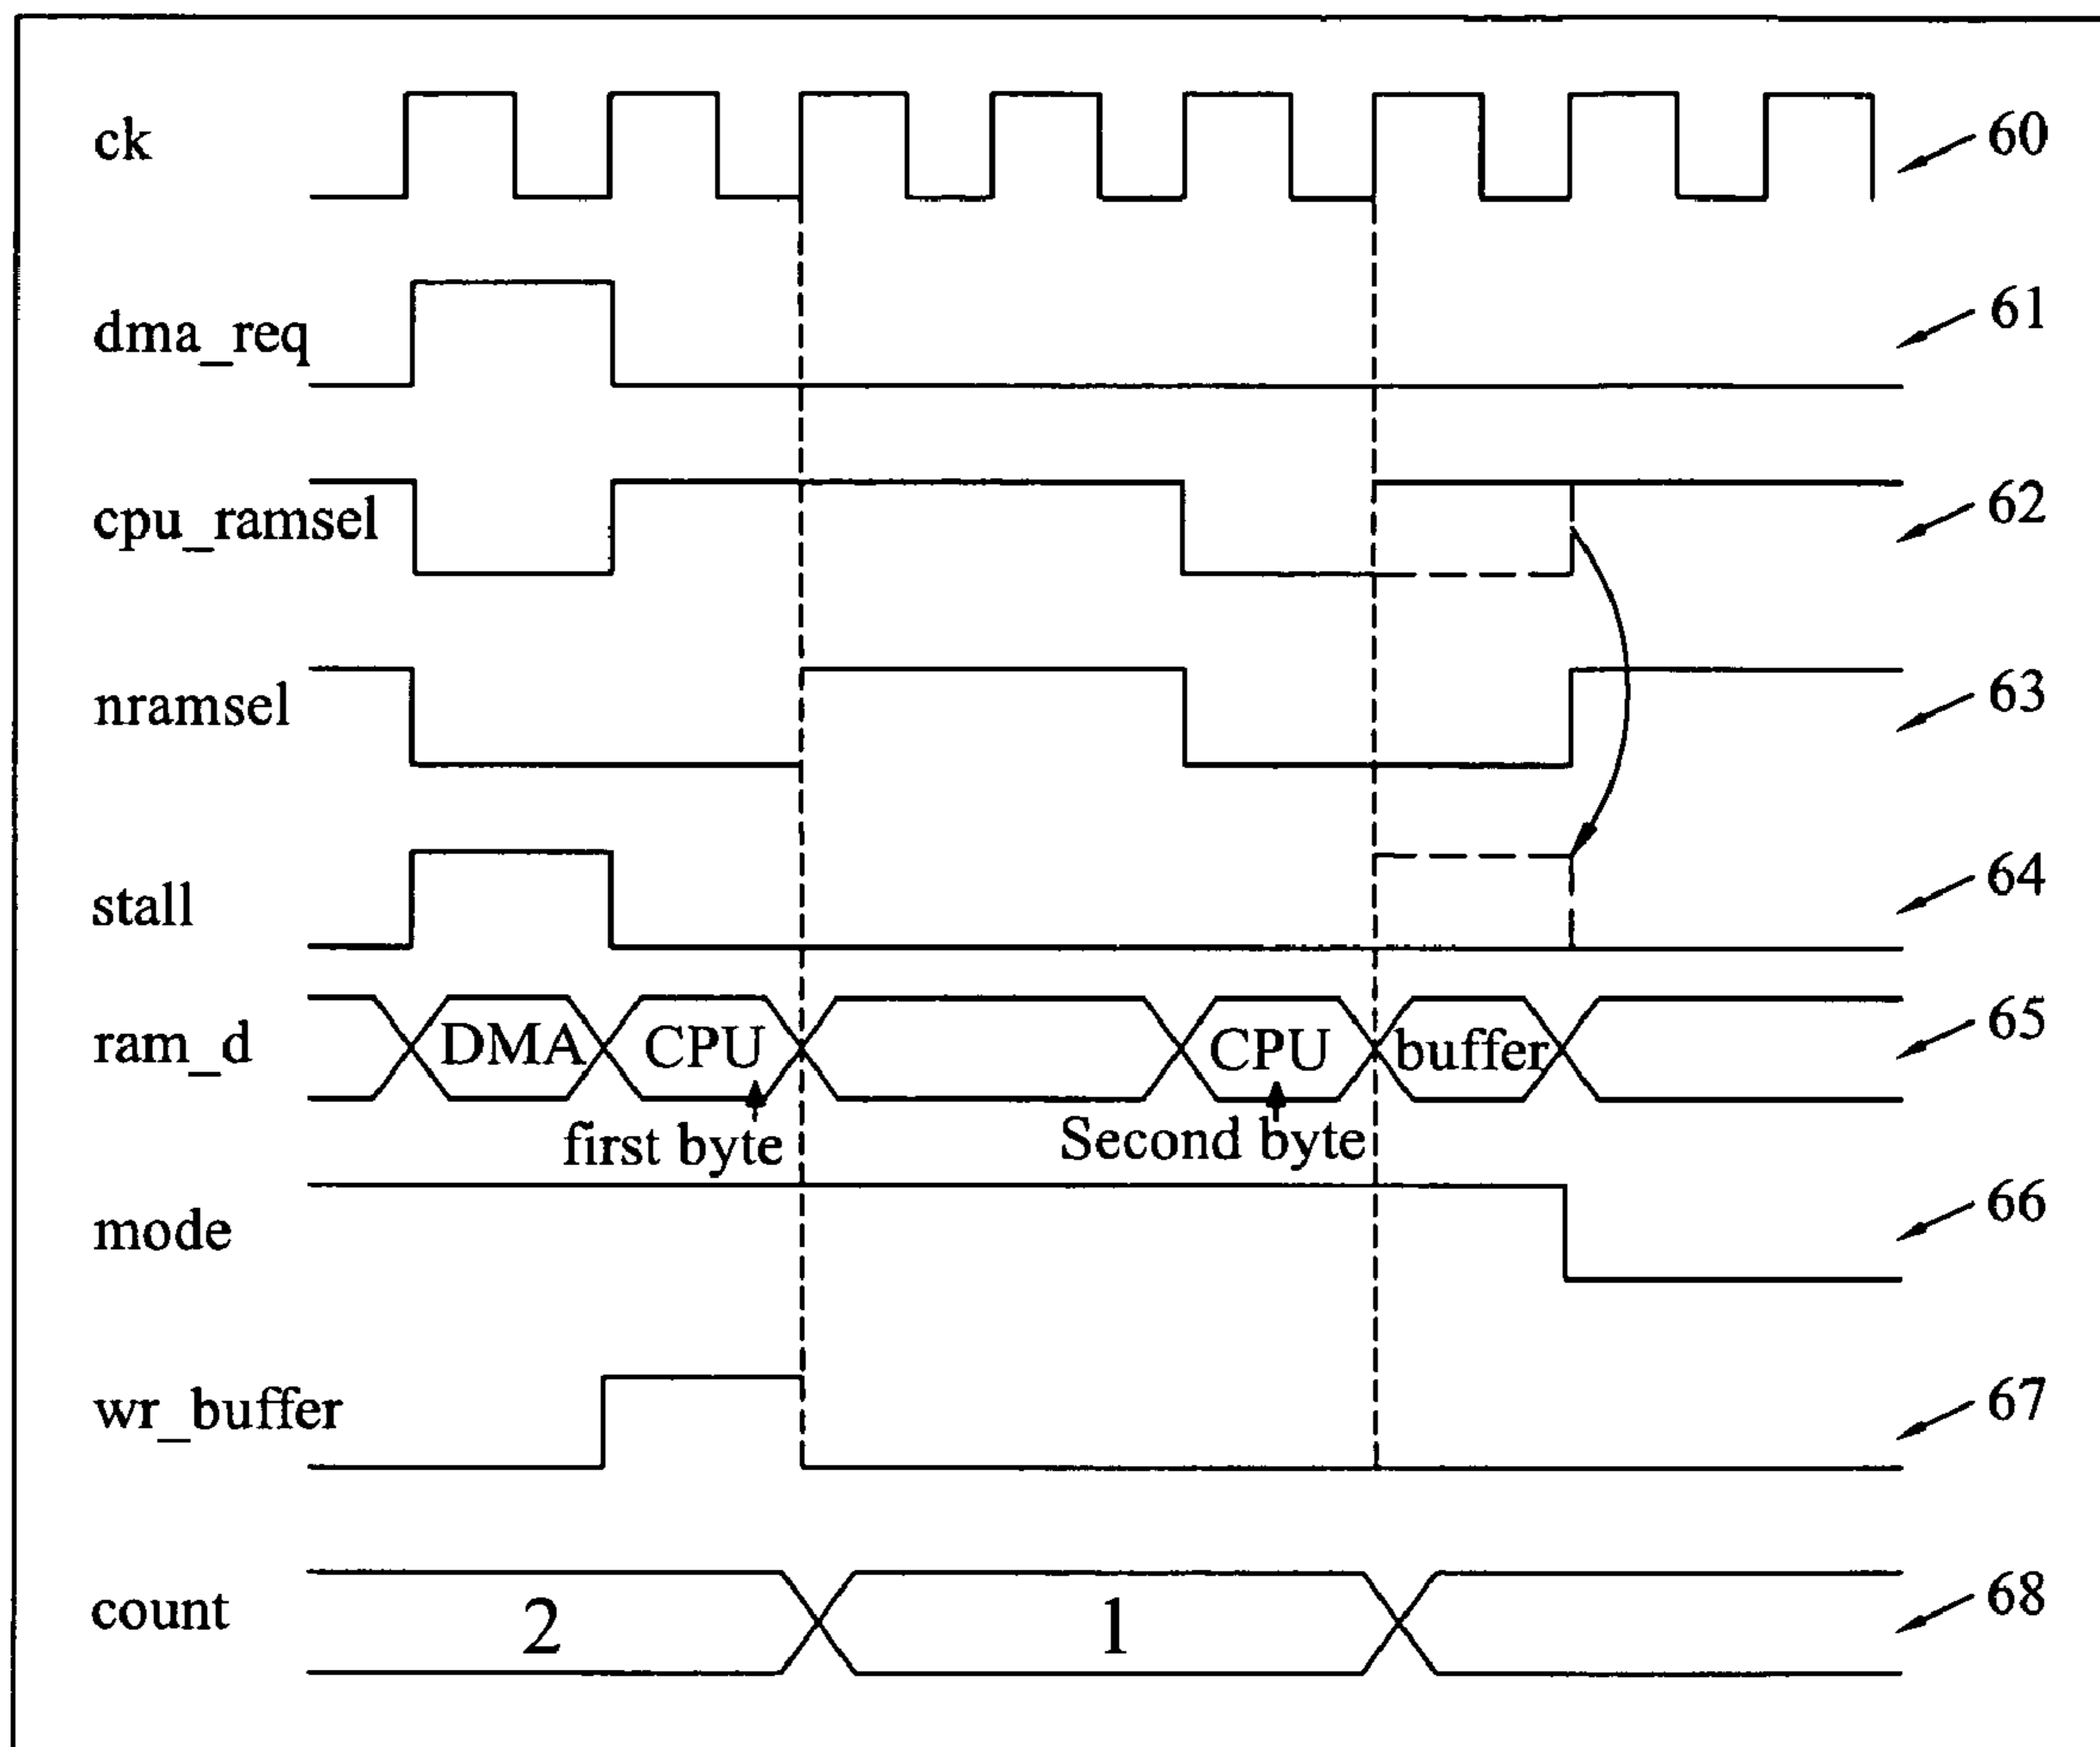 ck 60
dma_req 61
cpu_ramsel 62
nramsel 63
stall 64
ram_d DMA CPU CPU buffer 65
first byte Second byte
mode 66
wr_buffer 67
count 2 1 68